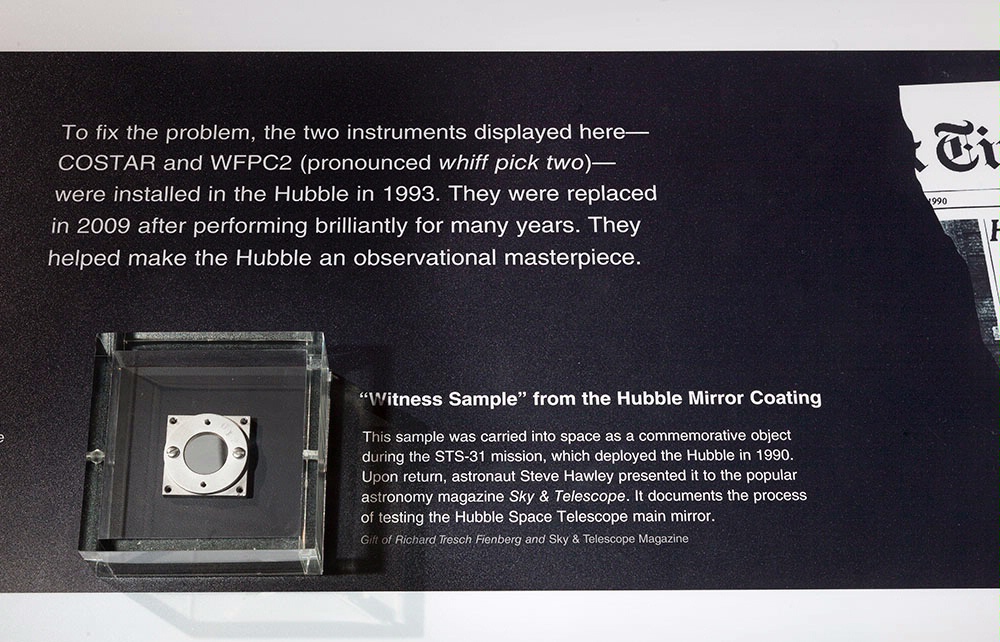 To fix the problem, the two instruments displayed here—
COSTAR and WFPC2 (pronounced whiff pick two)—
were installed in the Hubble in 1993. They were replaced
in 2009 after performing brilliantly for many years. They
helped make the Hubble an observational masterpiece.
1990
“Witness Sample” from the Hubble Mirror Coating
This sample was carried into space as a commemorative object
during the STS-31 mission, which deployed the Hubble in 1990.
Upon return, astronaut Steve Hawley presented it to the popular
astronomy magazine Sky & Telescope. It documents the process
of testing the Hubble Space Telescope main mirror.
Gift of Richard Tresch Fienberg and Sky & Telescope Magazine